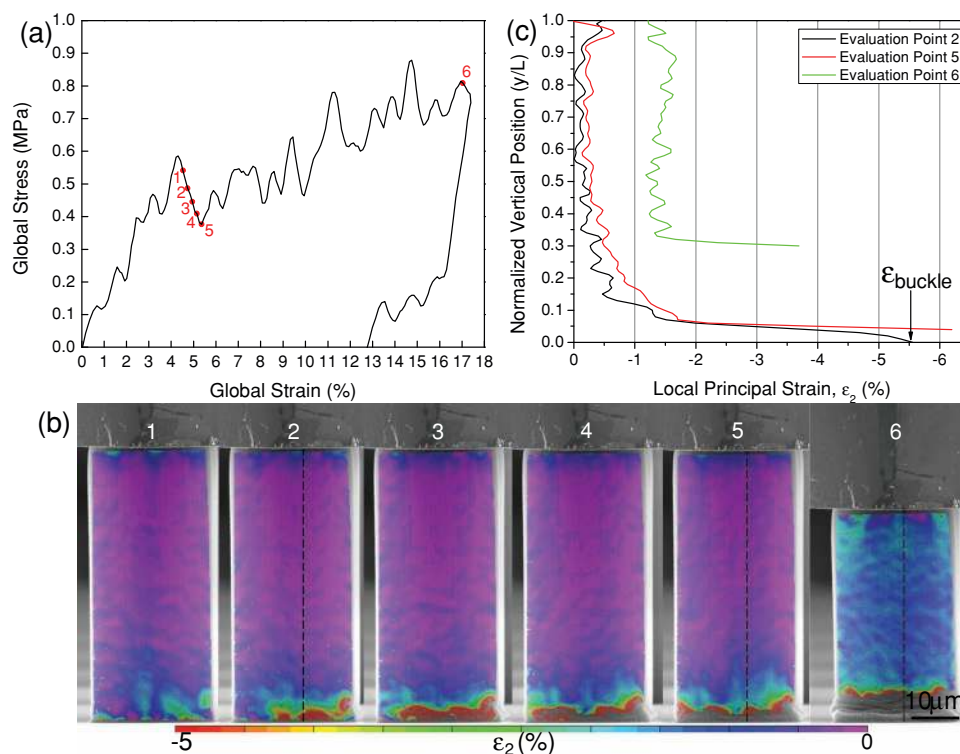 (a)
Global Stress (MPa)
1.0
0.9
0.8
0.7
0.6
0.5
0.4
0.3
0.2
0.1
0.0
1
2
3
4
5
6
0 1 2 3 4 5 6 7 8 9 10 11 12 13 14 15 16 17 18
Global Strain (%)
(c)
Normalized Vertical Position (y/L)
1.0
0.9
0.8
0.7
0.6
0.5
0.4
0.3
0.2
0.1
0.0
Evaluation Point 2
Evaluation Point 5
Evaluation Point 6
εbuckle
0 -1 -2 -3 -4 -5 -6
Local Principal Strain, ε2 (%)
(b)
1 2 3 4 5 6
10μm
-5 ε2(%) 0